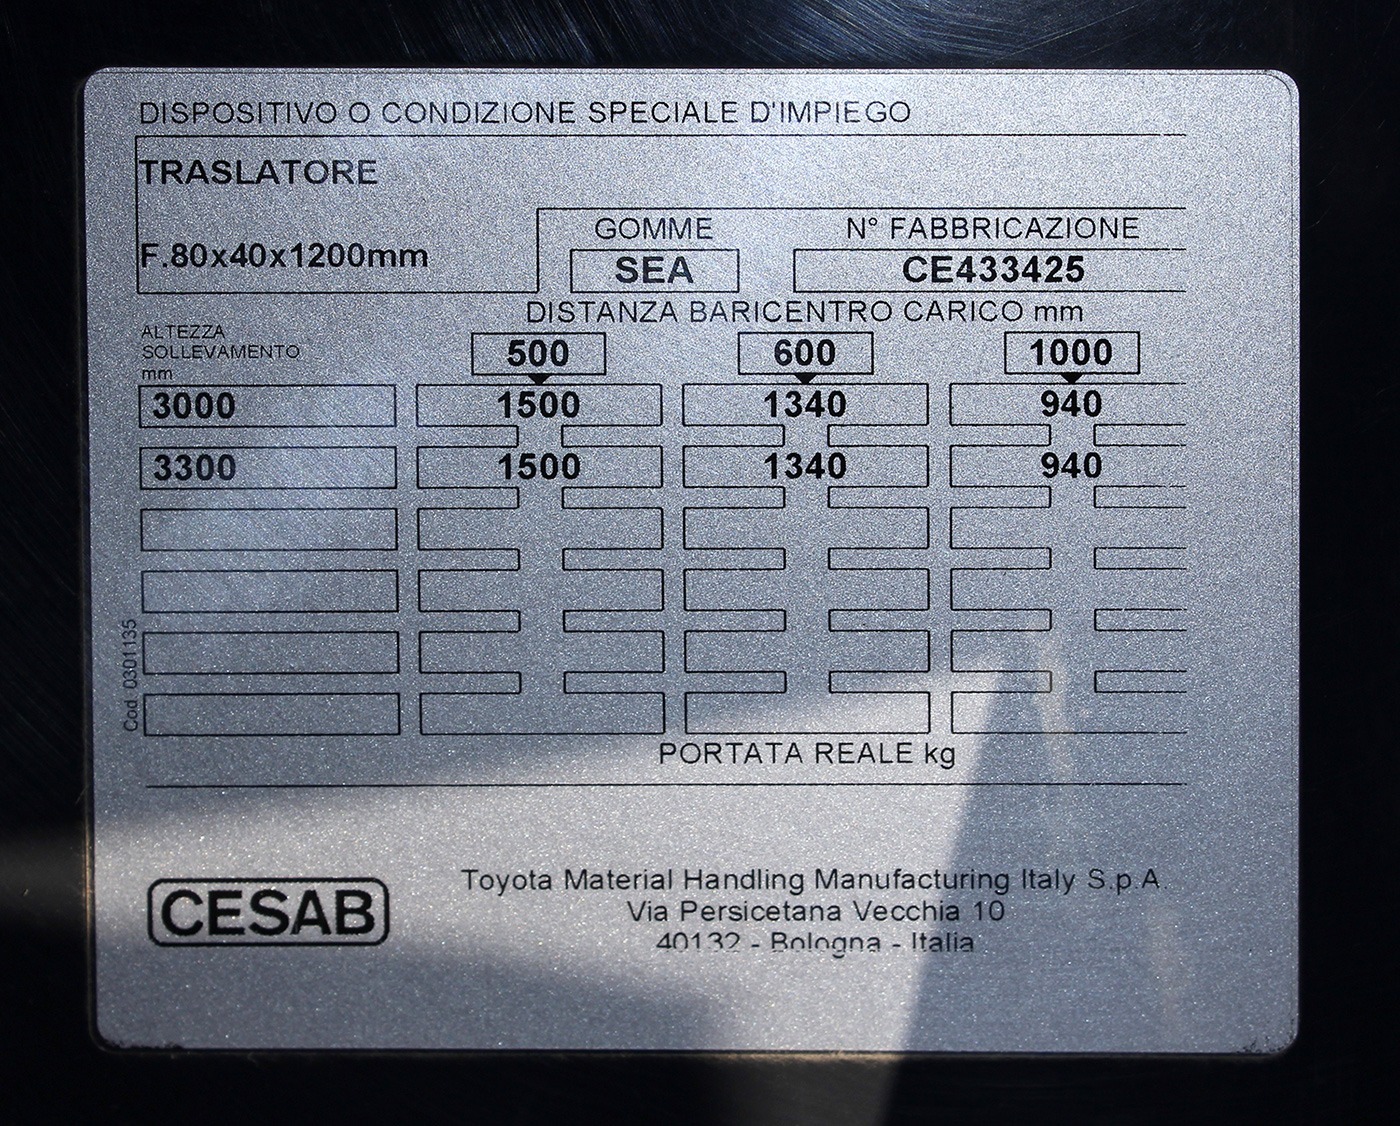 DISPOSITIVO O CONDIZIONE SPECIALE D'IMPIEGO
TRASLATORE
F.80x40x1200mm
GOMME N° FABBRICAZIONE
SEA CE433425
DISTANZA BARICENTRO CARICO mm
ALTEZZA
SOLLEVAMENTO
mm
500 600 1000
3000 1500 1340 940
3300 1500 1340 940
Cod. 0301135
PORTATA REALE kg
CESAB
Toyota Material Handling Manufacturing Italy S.p.A.
Via Persicetana Vecchia 10
40132 - Bologna - Italia